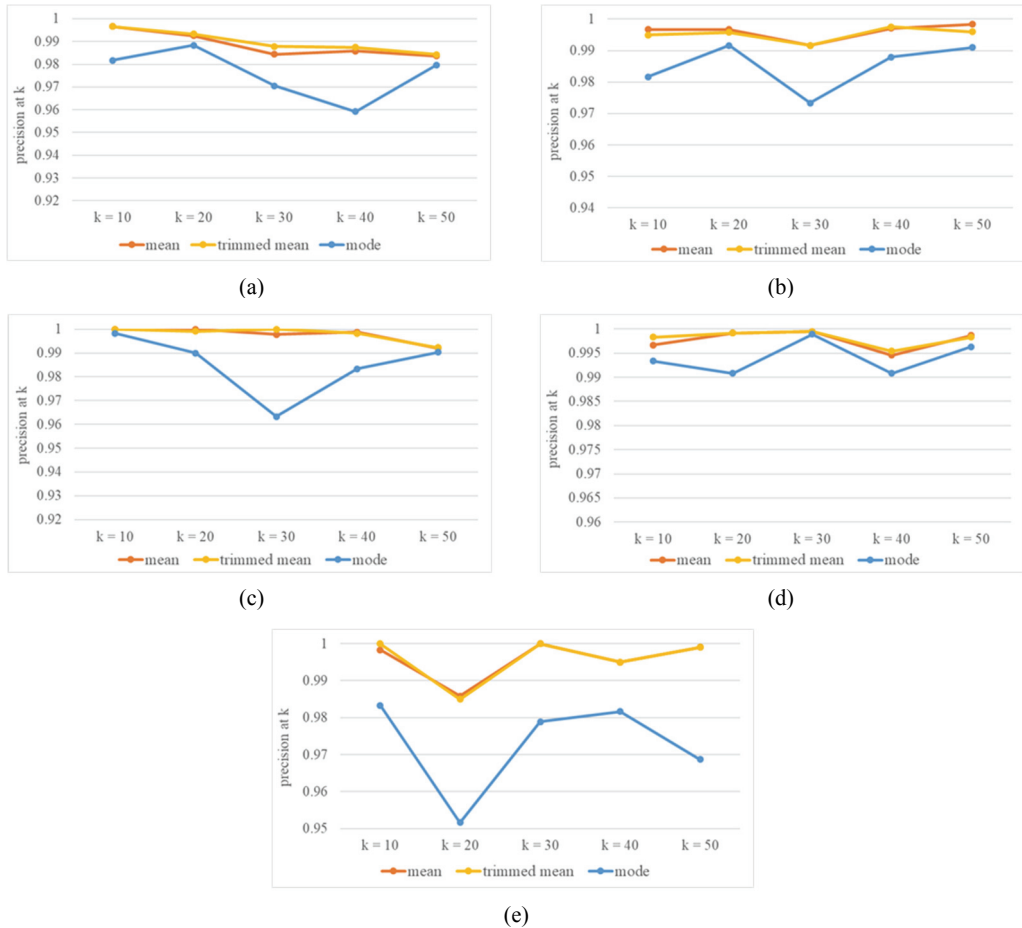 1
0.99
0.98
0.97
0.96
0.95
0.94
0.93
0.92
precision at k
k = 10 k = 20 k = 30 k = 40 k = 50
mean trimmed mean mode
(a)
1
0.99
0.98
0.97
0.96
0.95
0.94
precision at k
k = 10 k = 20 k = 30 k = 40 k = 50
mean trimmed mean mode
(b)
1
0.99
0.98
0.97
0.96
0.95
0.94
0.93
0.92
precision at k
k = 10 k = 20 k = 30 k = 40 k = 50
mean trimmed mean mode
(c)
1
0.995
0.99
0.985
0.98
0.975
0.97
0.965
0.96
precision at k
k = 10 k = 20 k = 30 k = 40 k = 50
mean trimmed mean mode
(d)
1
0.99
0.98
0.97
0.96
0.95
precision at k
k = 10 k = 20 k = 30 k = 40 k = 50
mean trimmed mean mode
(e)